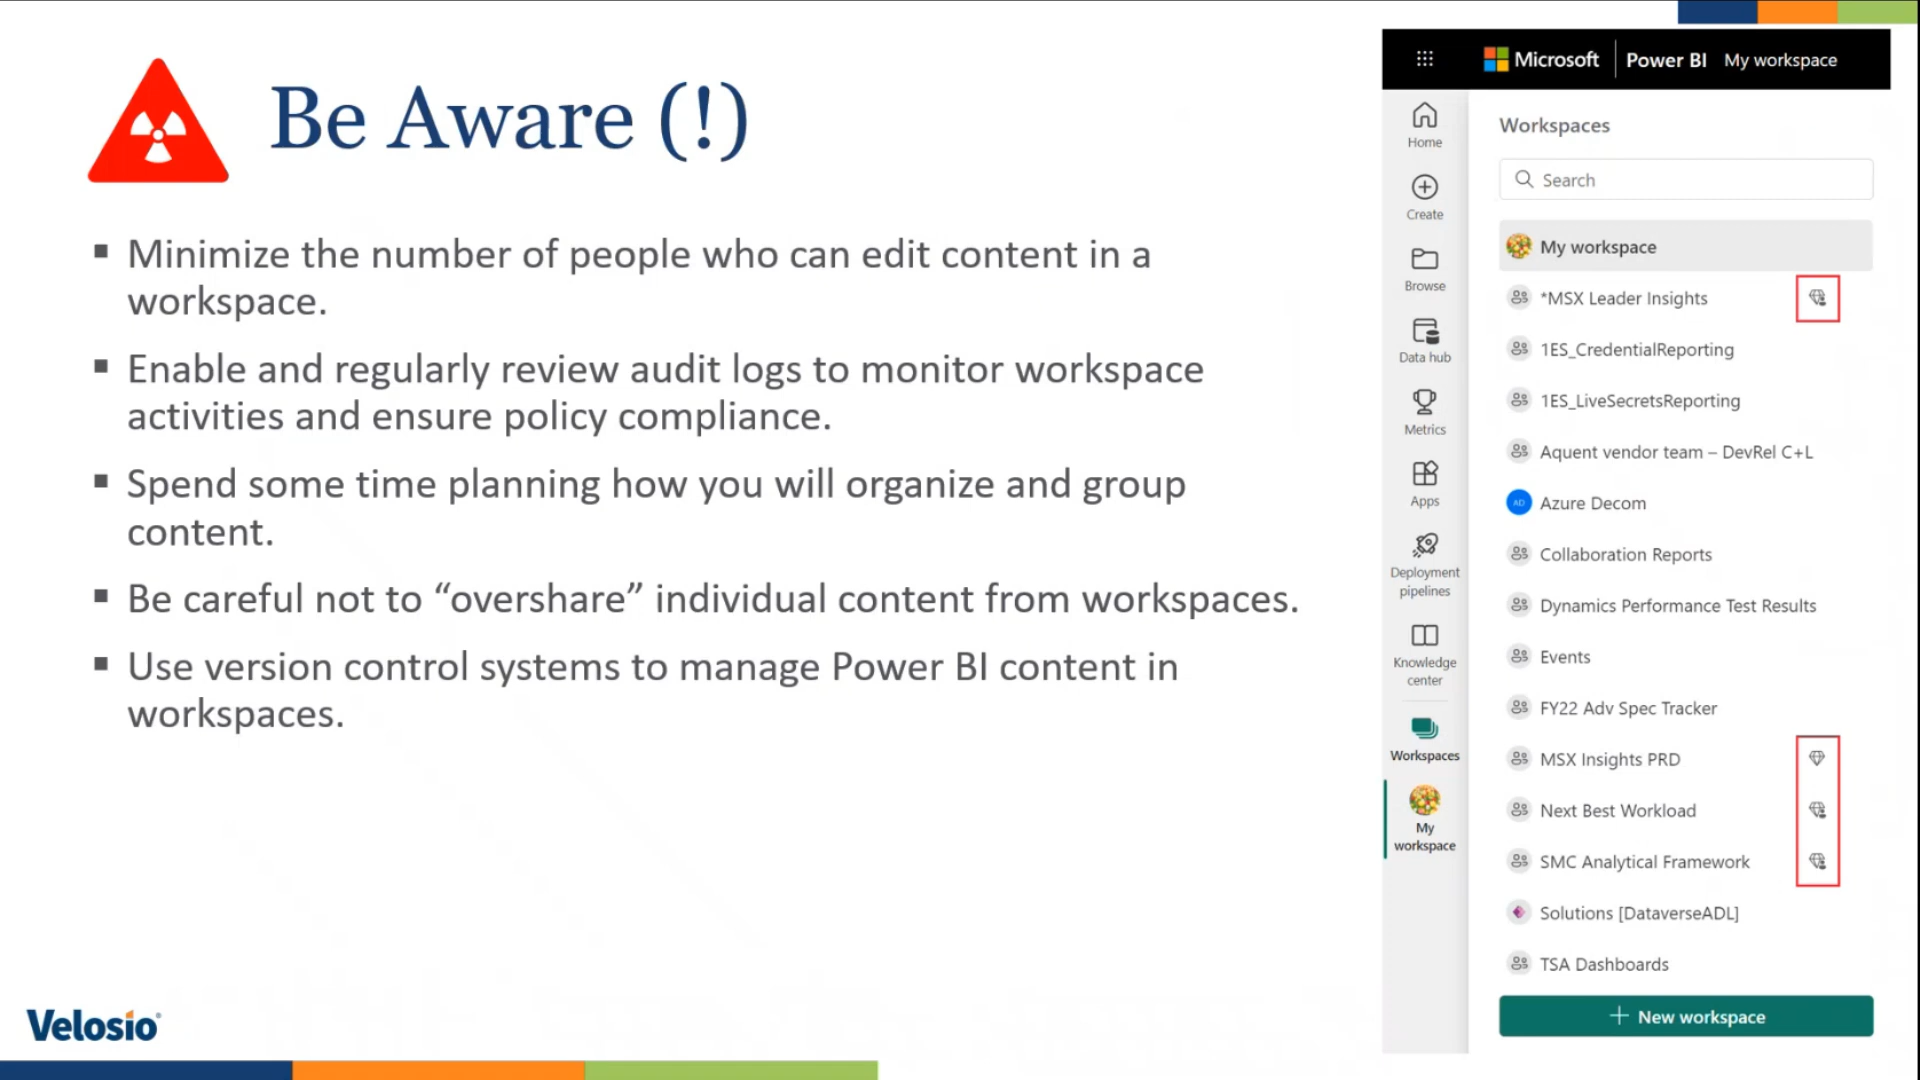 Be Aware (!)
▪ Minimize the number of people who can edit content in a
workspace.
▪ Enable and regularly review audit logs to monitor workspace
activities and ensure policy compliance.
▪ Spend some time planning how you will organize and group
content.
▪ Be careful not to “overshare” individual content from workspaces.
▪ Use version control systems to manage Power BI content in
workspaces.
Velosio
Microsoft Power BI My workspace
Home
Create
Browse
Data hub
Metrics
Apps
Deployment
pipelines
Knowledge
center
Workspaces
My
workspace
Workspaces
Search
My workspace
*MSX Leader Insights
1ES_CredentialReporting
1ES_LiveSecretsReporting
Aquent vendor team – DevRel C+L
AD Azure Decom
Collaboration Reports
Dynamics Performance Test Results
Events
FY22 Adv Spec Tracker
MSX Insights PRD
Next Best Workload
SMC Analytical Framework
Solutions [DataverseADL]
TSA Dashboards
+ New workspace